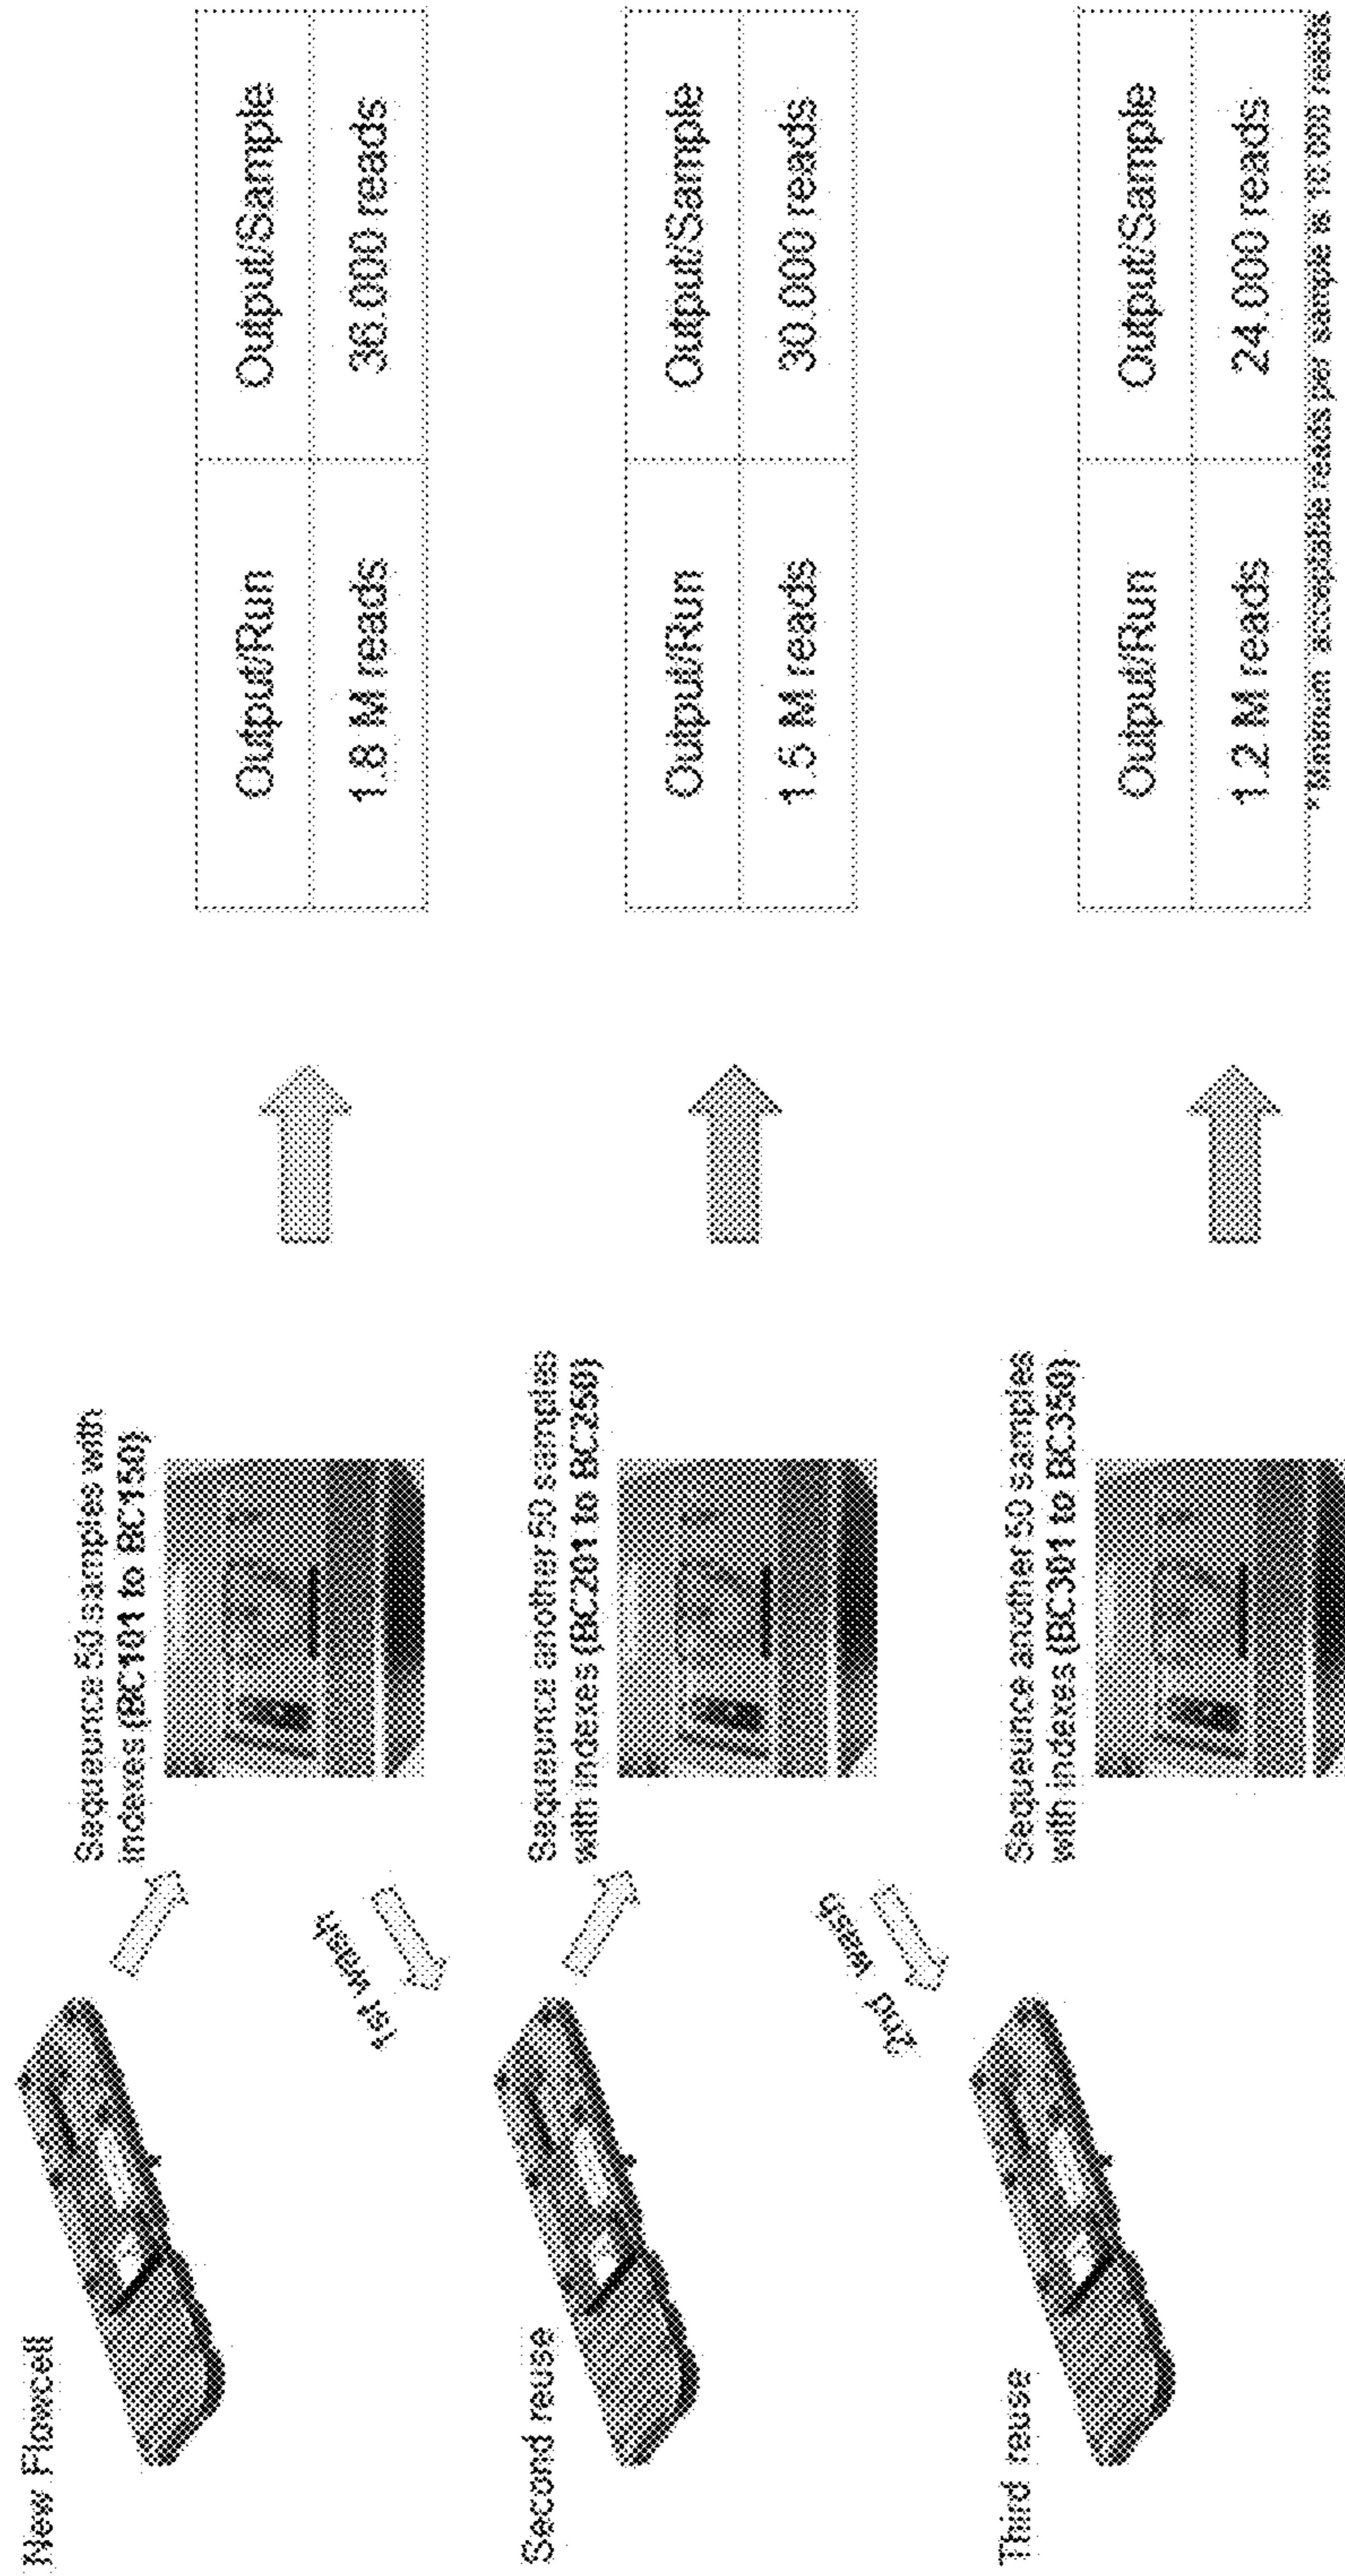 New Flowcell
Sequeunce 50 samples with
indexes (BC101 to BC150)
Output/Run
Output/Sample
1.8 M reads
36.000 reads
1st wash
Second reuse
Sequeunce another 50 samples
with indexes (BC201 to BC250)
Output/Run
Output/Sample
1.5 M reads
30.000 reads
2nd wash
Third reuse
Sequeunce another 50 samples
with indexes (BC301 to BC350)
Output/Run
Output/Sample
1.2 M reads
24.000 reads
* Minimum acceptable reads per sample is 10.000 reads